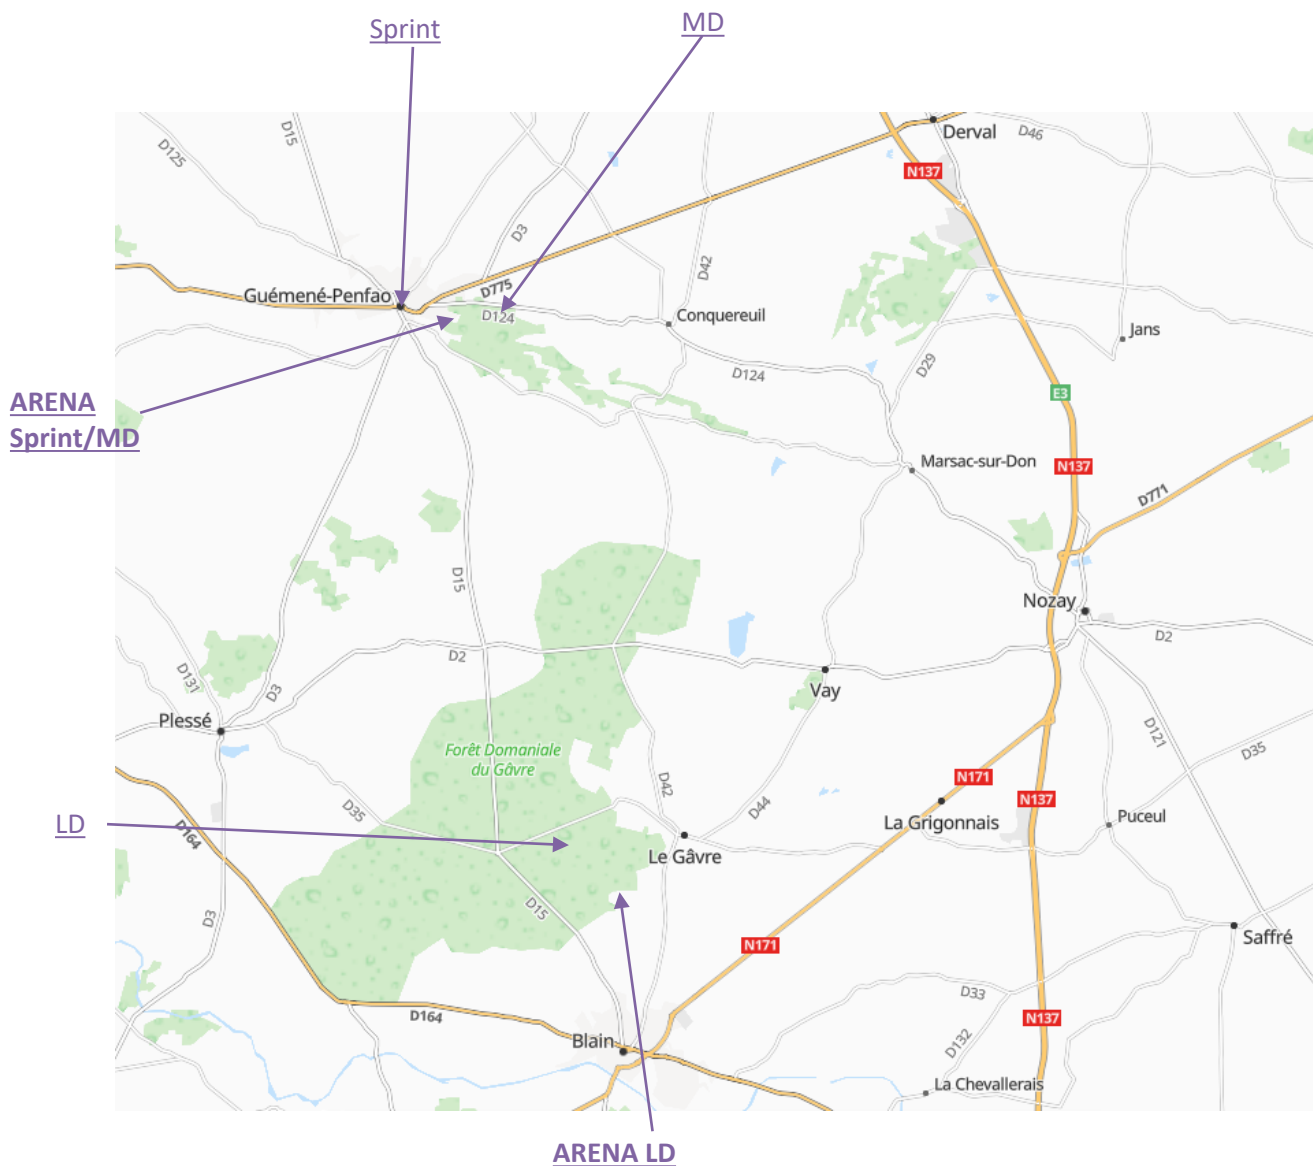 Sprint
MD
D15
D125
Derval
D46
N137
D3
D42
Guémené-Penfao
D775
D124
Conquereuil
Jans
D29
D124
E3
ARENA
Sprint/MD
Marsac-sur-Don
N137
D771
D15
Nozay
D2
D2
D131
D3
Vay
Plessé
D121
D35
Forêt Domaniale
du Gâvre
N171
D42
N137
D35
D44
La Grigonnais
Puceul
LD
D164
Le Gâvre
D15
D3
N171
Saffré
D33
D164
N137
Blain
D132
La Chevallerais
ARENA LD